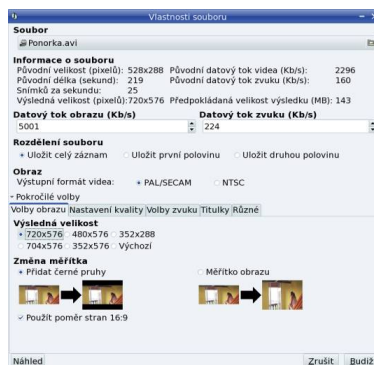 Vlastnosti souboru
Soubor
Ponorka.avi
Informace o souboru
Původní velikost (pixelů): 528x288 Původní datový tok videa (Kb/s): 2296
Původní délka (sekund): 219 Původní datový tok zvuku (Kb/s): 160
Snímků za sekundu: 25
Výsledná velikost (pixelů): 720x576 Předpokládaná velikost výsledku (MB): 143
Datový tok obrazu (Kb/s) Datový tok zvuku (Kb/s)
5001 224
Rozdělení souboru
Uložit celý záznam Uložit první polovinu Uložit druhou polovinu
Obraz
Výstupní formát videa: PAL/SECAM NTSC
Pokročilé volby
Volby obrazu Nastavení kvality Volby zvuku Titulky Různé
Výsledná velikost
720x576 480x576 352x288
704x576 352x576 Výchozí
Změna měřítka
Přidat černé pruhy Měřítko obrazu
Použít poměr stran 16:9
Náhled Zrušit Budiž